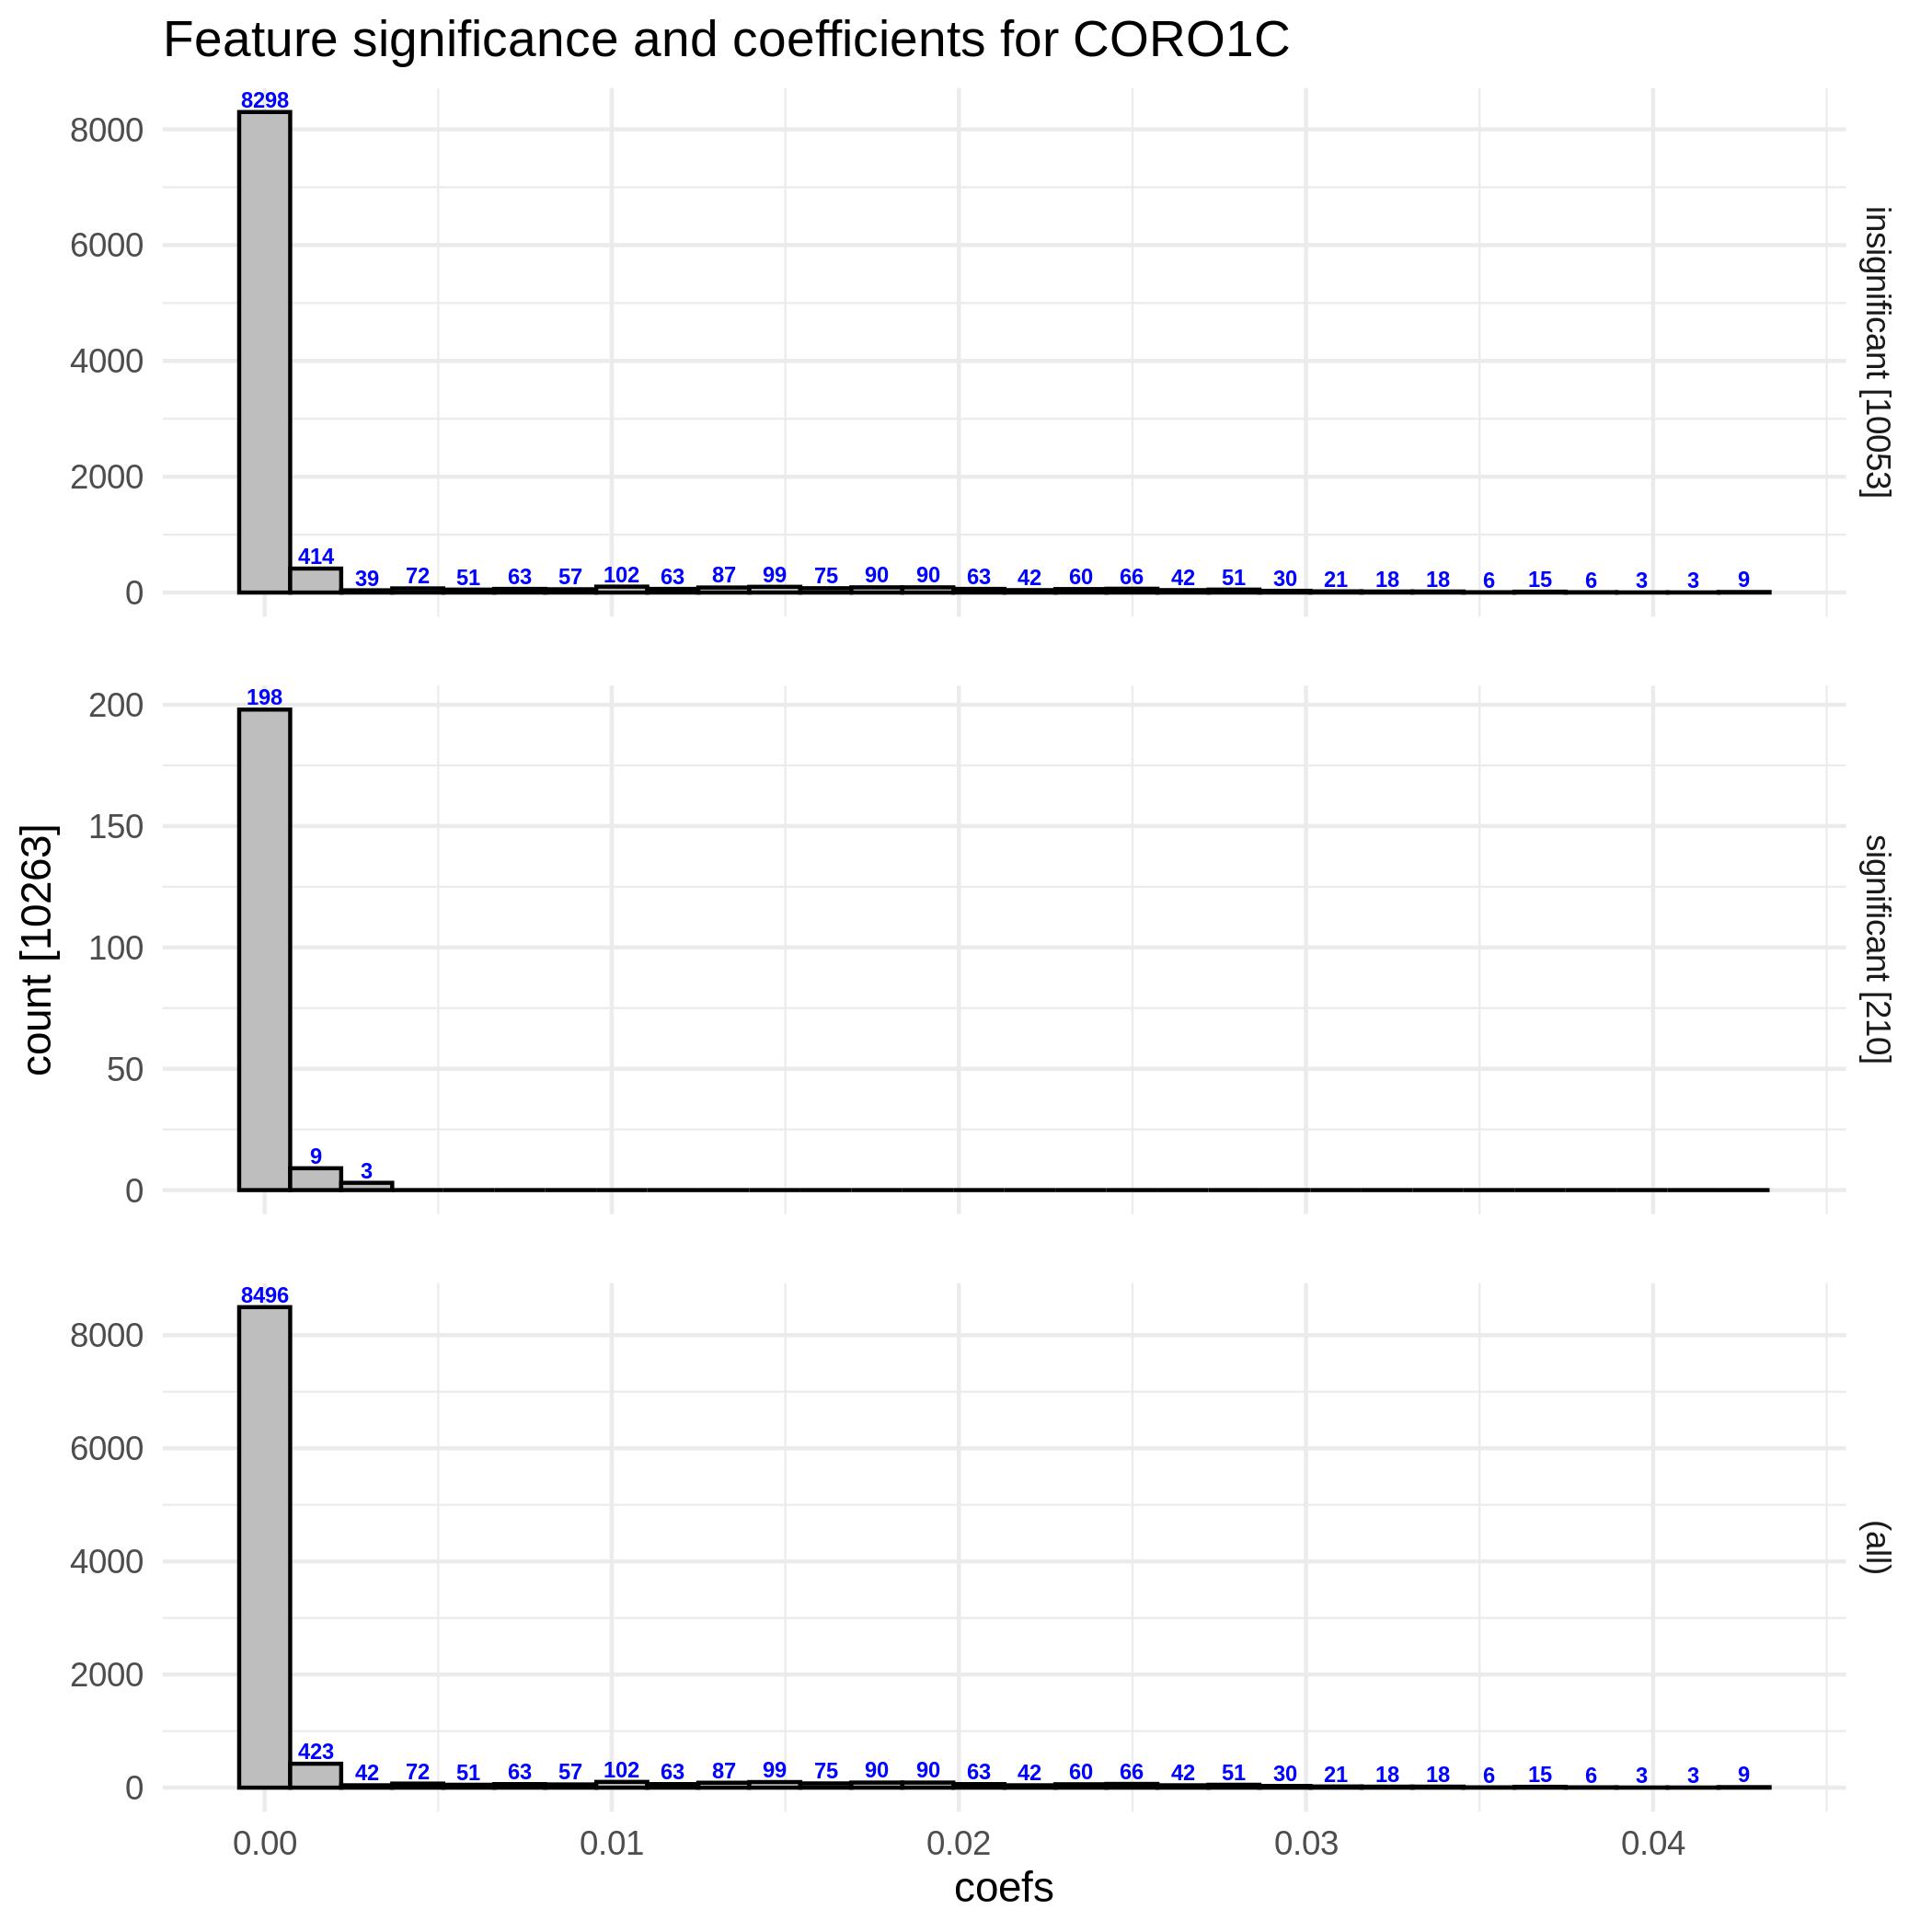 Feature significance and coefficients for CORO1C
count [10263]
8000
6000
4000
2000
0
8298
414
39 72 51 63 57 102 63 87 99 75 90 90 63 42 60 66 42 51 30 21 18 18 6 15 6 3 3 9
insignificant [10053]
200
150
100
50
0
198
9
3
significant [210]
8000
6000
4000
2000
0
8496
423
42 72 51 63 57 102 63 87 99 75 90 90 63 42 60 66 42 51 30 21 18 18 6 15 6 3 3 9
(all)
0.00 0.01 0.02 0.03 0.04
coefs